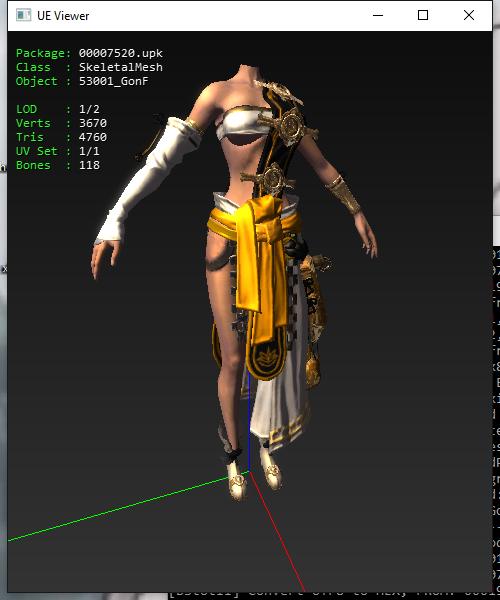 UE Viewer
Package: 00007520.upk
Class : SkeletalMesh
Object : 53001_GonF
LOD : 1/2
Verts : 3670
Tris : 4760
UV Set : 1/1
Bones : 118